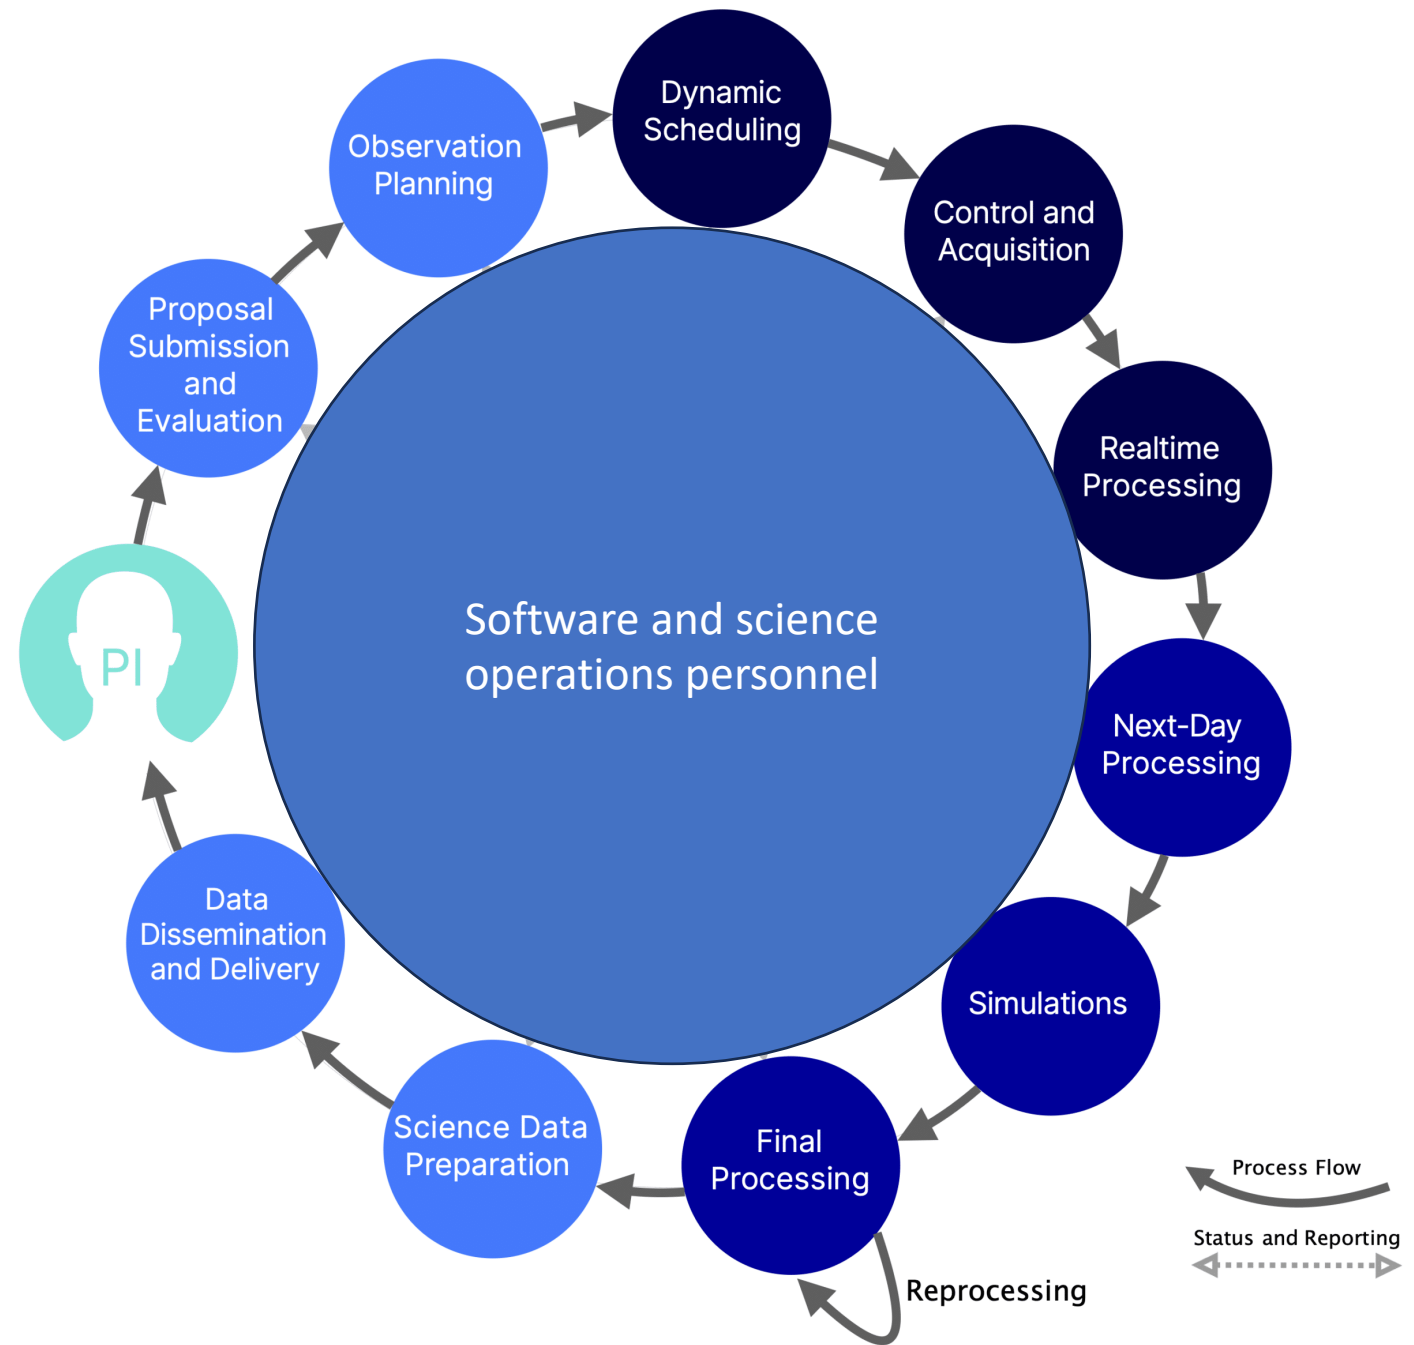 Dynamic
Scheduling
Observation
Planning
Control and
Acquisition
Proposal
Submission
and
Evaluation
Realtime
Processing
Software and science
operations personnel
PI
Next-Day
Processing
Data
Dissemination
and Delivery
Simulations
Science Data
Preparation
Final
Processing
Process Flow
Status and Reporting
Reprocessing